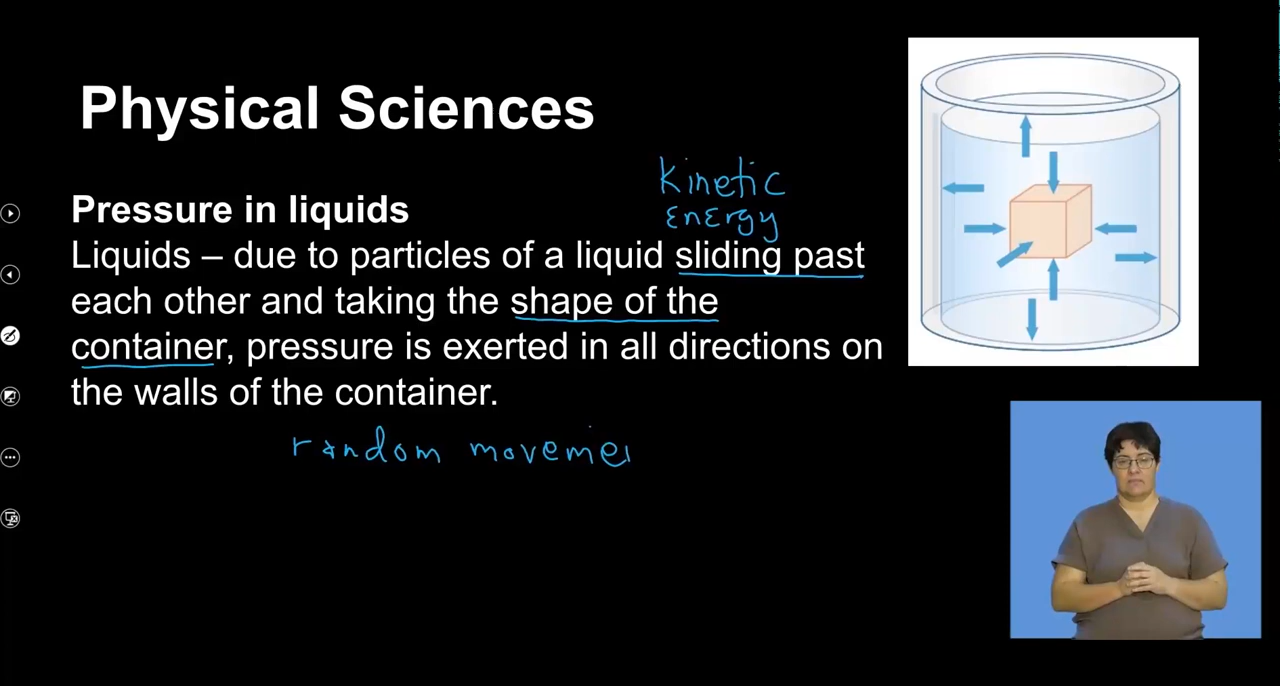 Physical Sciences
Kinetic
energy
Pressure in liquids
Liquids – due to particles of a liquid sliding past
each other and taking the shape of the
container, pressure is exerted in all directions on
the walls of the container.
random movemen